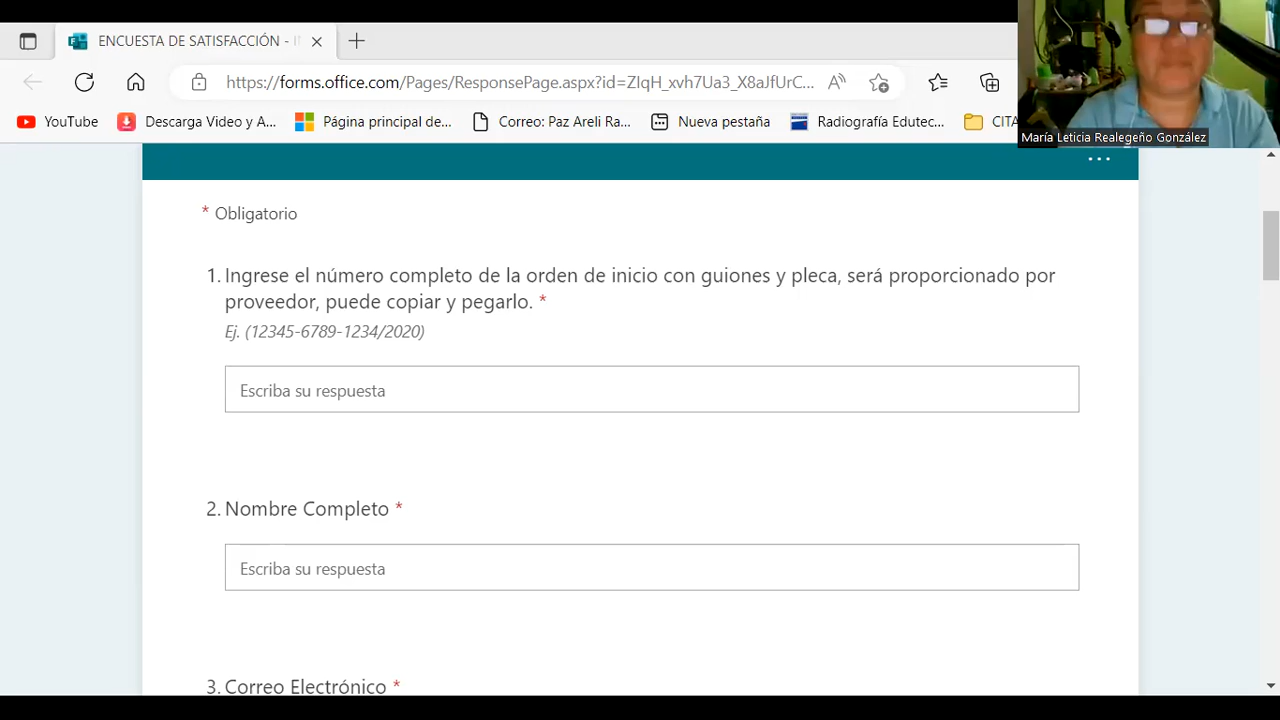 ENCUESTA DE SATISFACCIÓN - I
https://forms.office.com/Pages/ResponsePage.aspx?id=ZIqH_xvh7Ua3_X8aJfUrC...
YouTube
Descarga Video y A...
Página principal de...
Correo: Paz Areli Ra...
Nueva pestaña
Radiografía Edutec...
CITA
María Leticia Realegeño González
* Obligatorio
1. Ingrese el número completo de la orden de inicio con guiones y pleca, será proporcionado por
proveedor, puede copiar y pegarlo. *
Ej. (12345-6789-1234/2020)
Escriba su respuesta
2. Nombre Completo *
Escriba su respuesta
3. Correo Electrónico *